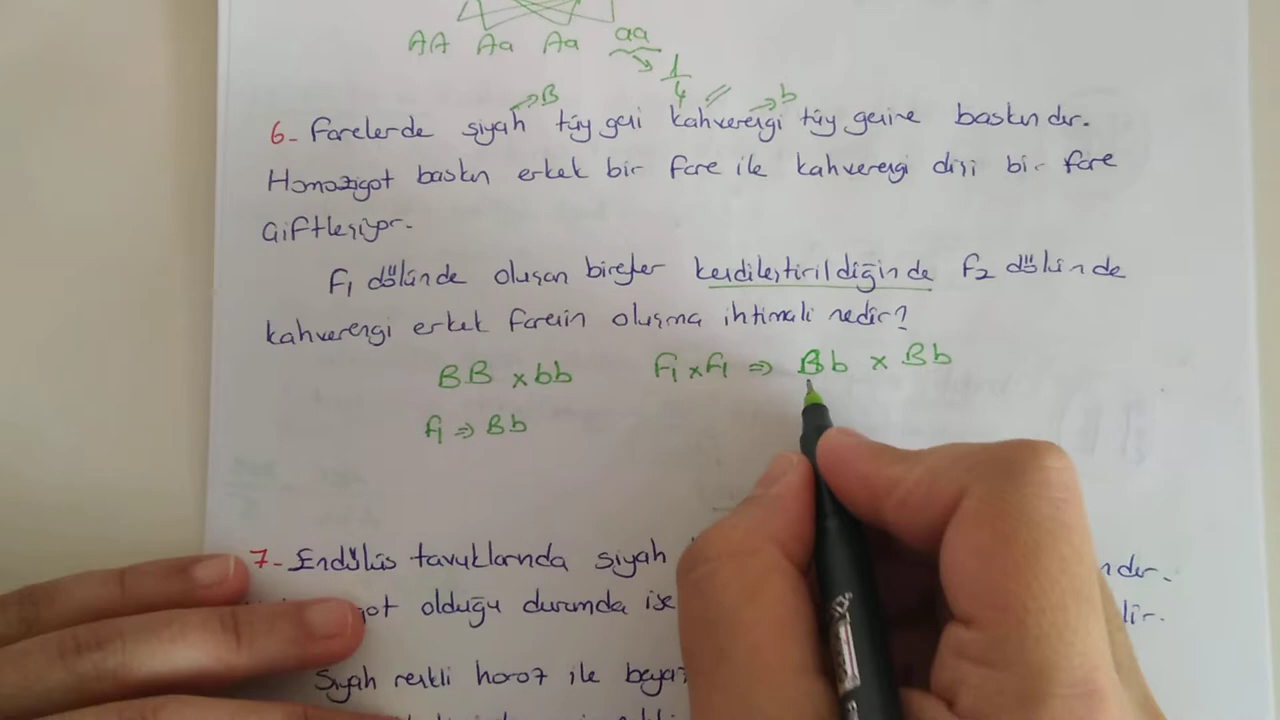 AA Aa Aa aa
1/4
B b
6- Farelerde siyah tüy geni kahverengi tüy genine baskındır.
Homozigot baskın erkek bir fare ile kahverengi dişi bir fare
Çiftleşiyor.
F1 dölünde oluşan bireyler kendileştirildiğinde F2 dölünde
kahverengi erkek farenin oluşma ihtimali nedir?
BB x bb F1 x F1 => Bb x Bb
F1 => Bb
7- Endülüs tavuklarında siyah ndır.
got olduğu durumda ise lir.
Siyah renkli horoz ile beyaz